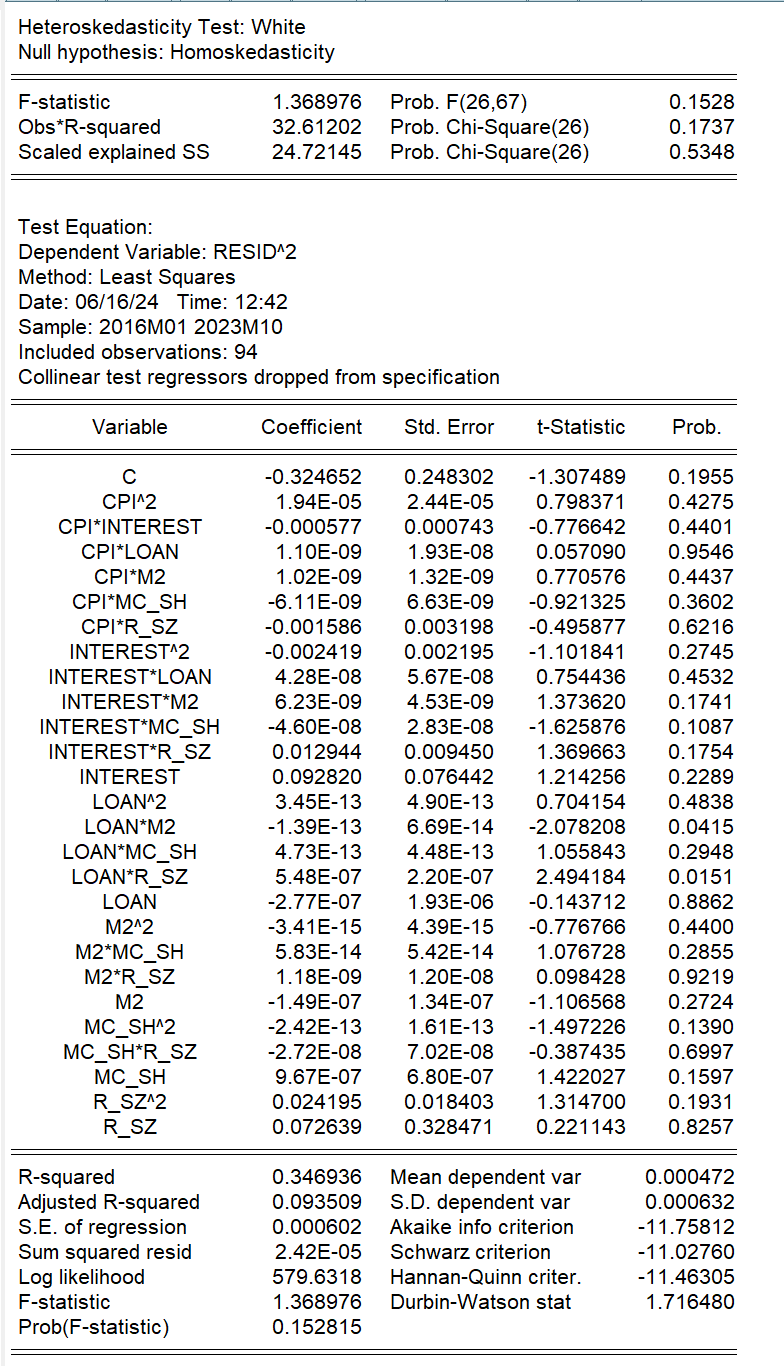 Heteroskedasticity Test: White
Null hypothesis: Homoskedasticity
F-statistic 1.368976 Prob. F(26,67) 0.1528
Obs*R-squared 32.61202 Prob. Chi-Square(26) 0.1737
Scaled explained SS 24.72145 Prob. Chi-Square(26) 0.5348
Test Equation:
Dependent Variable: RESID^2
Method: Least Squares
Date: 06/16/24 Time: 12:42
Sample: 2016M01 2023M10
Included observations: 94
Collinear test regressors dropped from specification
Variable Coefficient Std. Error t-Statistic Prob.
C -0.324652 0.248302 -1.307489 0.1955
CPI^2 1.94E-05 2.44E-05 0.798371 0.4275
CPI*INTEREST -0.000577 0.000743 -0.776642 0.4401
CPI*LOAN 1.10E-09 1.93E-08 0.057090 0.9546
CPI*M2 1.02E-09 1.32E-09 0.770576 0.4437
CPI*MC_SH -6.11E-09 6.63E-09 -0.921325 0.3602
CPI*R_SZ -0.001586 0.003198 -0.495877 0.6216
INTEREST^2 -0.002419 0.002195 -1.101841 0.2745
INTEREST*LOAN 4.28E-08 5.67E-08 0.754436 0.4532
INTEREST*M2 6.23E-09 4.53E-09 1.373620 0.1741
INTEREST*MC_SH -4.60E-08 2.83E-08 -1.625876 0.1087
INTEREST*R_SZ 0.012944 0.009450 1.369663 0.1754
INTEREST 0.092820 0.076442 1.214256 0.2289
LOAN^2 3.45E-13 4.90E-13 0.704154 0.4838
LOAN*M2 -1.39E-13 6.69E-14 -2.078208 0.0415
LOAN*MC_SH 4.73E-13 4.48E-13 1.055843 0.2948
LOAN*R_SZ 5.48E-07 2.20E-07 2.494184 0.0151
LOAN -2.77E-07 1.93E-06 -0.143712 0.8862
M2^2 -3.41E-15 4.39E-15 -0.776766 0.4400
M2*MC_SH 5.83E-14 5.42E-14 1.076728 0.2855
M2*R_SZ 1.18E-09 1.20E-08 0.098428 0.9219
M2 -1.49E-07 1.34E-07 -1.106568 0.2724
MC_SH^2 -2.42E-13 1.61E-13 -1.497226 0.1390
MC_SH*R_SZ -2.72E-08 7.02E-08 -0.387435 0.6997
MC_SH 9.67E-07 6.80E-07 1.422027 0.1597
R_SZ^2 0.024195 0.018403 1.314700 0.1931
R_SZ 0.072639 0.328471 0.221143 0.8257
R-squared 0.346936 Mean dependent var 0.000472
Adjusted R-squared 0.093509 S.D. dependent var 0.000632
S.E. of regression 0.000602 Akaike info criterion -11.75812
Sum squared resid 2.42E-05 Schwarz criterion -11.02760
Log likelihood 579.6318 Hannan-Quinn criter. -11.46305
F-statistic 1.368976 Durbin-Watson stat 1.716480
Prob(F-statistic) 0.152815